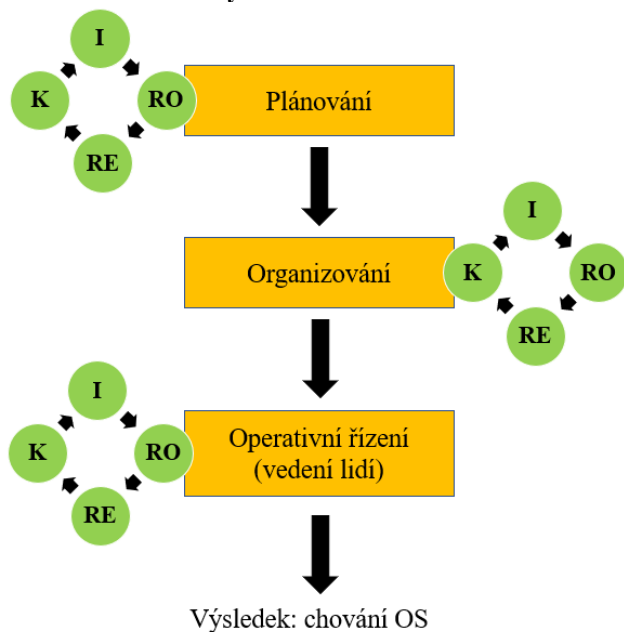 I
K
RO
Plánování
RE
I
Organizování
K
RO
RE
I
Operativní řízení
(vedení lidí)
K
RO
RE
Výsledek: chování OS